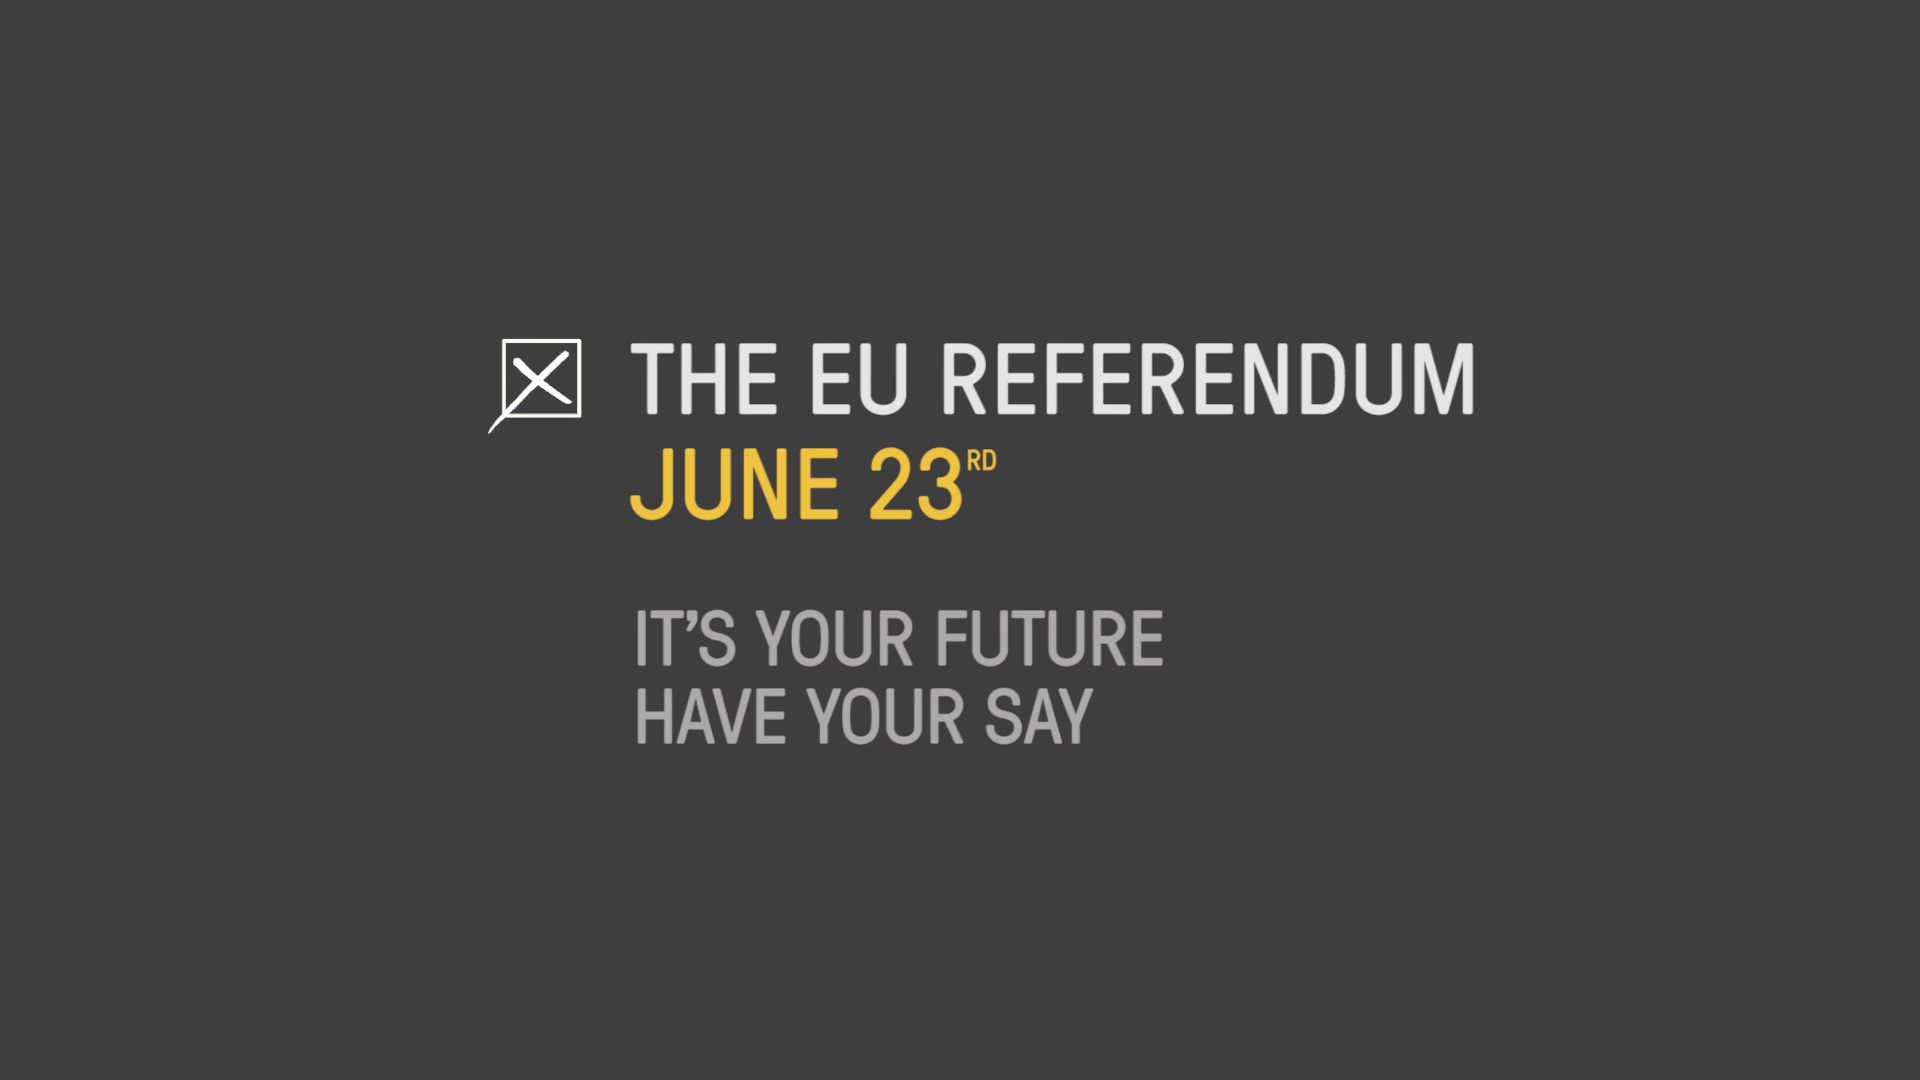 THE EU REFERENDUM
JUNE 23RD
IT’S YOUR FUTURE
HAVE YOUR SAY